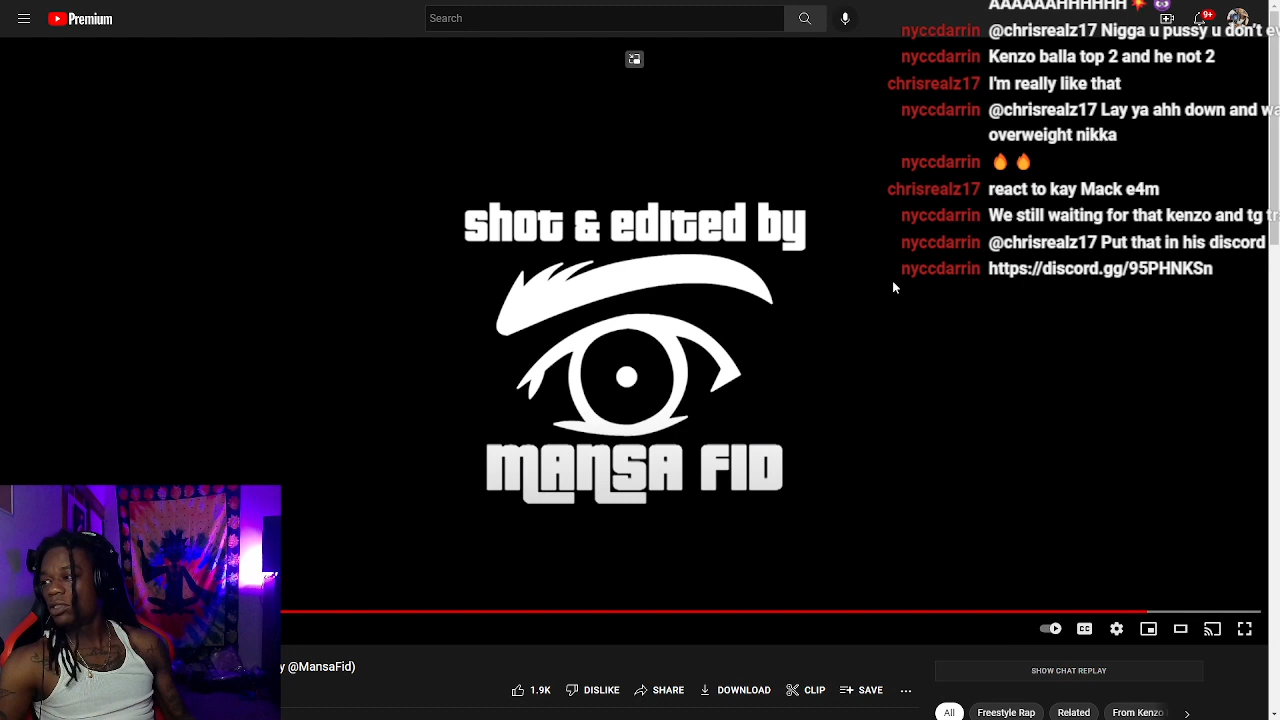 AAAAAAHHHHHH 💥 😈
Premium
Search
9+
nyccdarrin @chrisrealz17 Nigga u pussy u don't
nyccdarrin Kenzo balla top 2 and he not 2
chrisrealz17 I'm really like that
nyccdarrin @chrisrealz17 Lay ya ahh down and
overweight nikka
nyccdarrin 🔥 🔥
chrisrealz17 react to kay Mack e4m
nyccdarrin We still waiting for that kenzo and tg
nyccdarrin @chrisrealz17 Put that in his discord
nyccdarrin https://discord.gg/95PHNKSn
shot & edited by
MANSA FID
CC
y @MansaFid)
1.9K DISLIKE SHARE DOWNLOAD CLIP SAVE ...
SHOW CHAT REPLAY
All Freestyle Rap Related From Kenzo